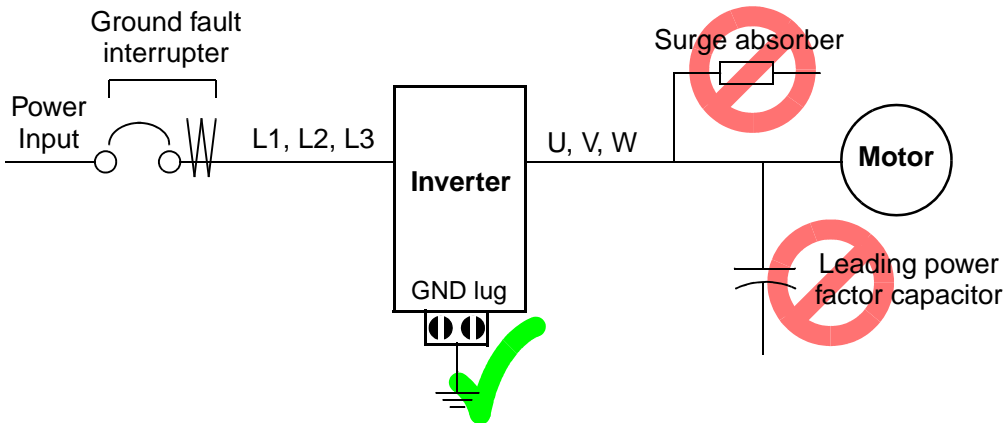 Ground fault
interrupter
Surge absorber
Power
Input
L1, L2, L3
U, V, W
Motor
Inverter
GND lug
Leading power
factor capacitor